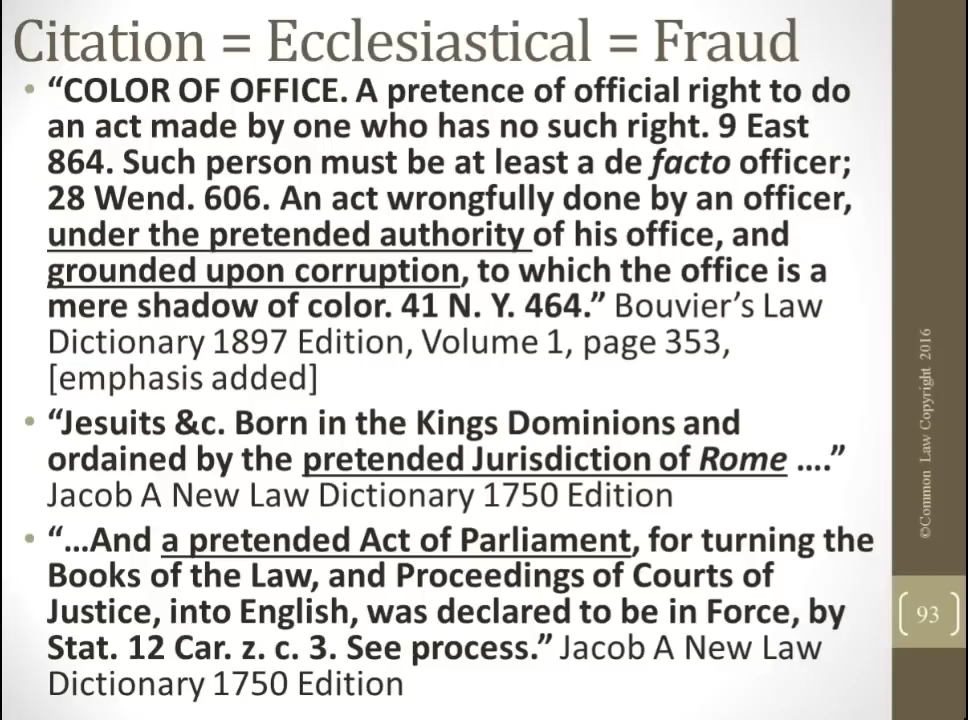 Citation = Ecclesiastical = Fraud
• “COLOR OF OFFICE. A pretence of official right to do
an act made by one who has no such right. 9 East
864. Such person must be at least a de facto officer;
28 Wend. 606. An act wrongfully done by an officer,
under the pretended authority of his office, and
grounded upon corruption, to which the office is a
mere shadow of color. 41 N. Y. 464.” Bouvier’s Law
Dictionary 1897 Edition, Volume 1, page 353,
[emphasis added]
• “Jesuits &c. Born in the Kings Dominions and
ordained by the pretended Jurisdiction of Rome ....”
Jacob A New Law Dictionary 1750 Edition
• “…And a pretended Act of Parliament, for turning the
Books of the Law, and Proceedings of Courts of
Justice, into English, was declared to be in Force, by
Stat. 12 Car. z. c. 3. See process.” Jacob A New Law
Dictionary 1750 Edition
©Common Law Copyright 2016
93